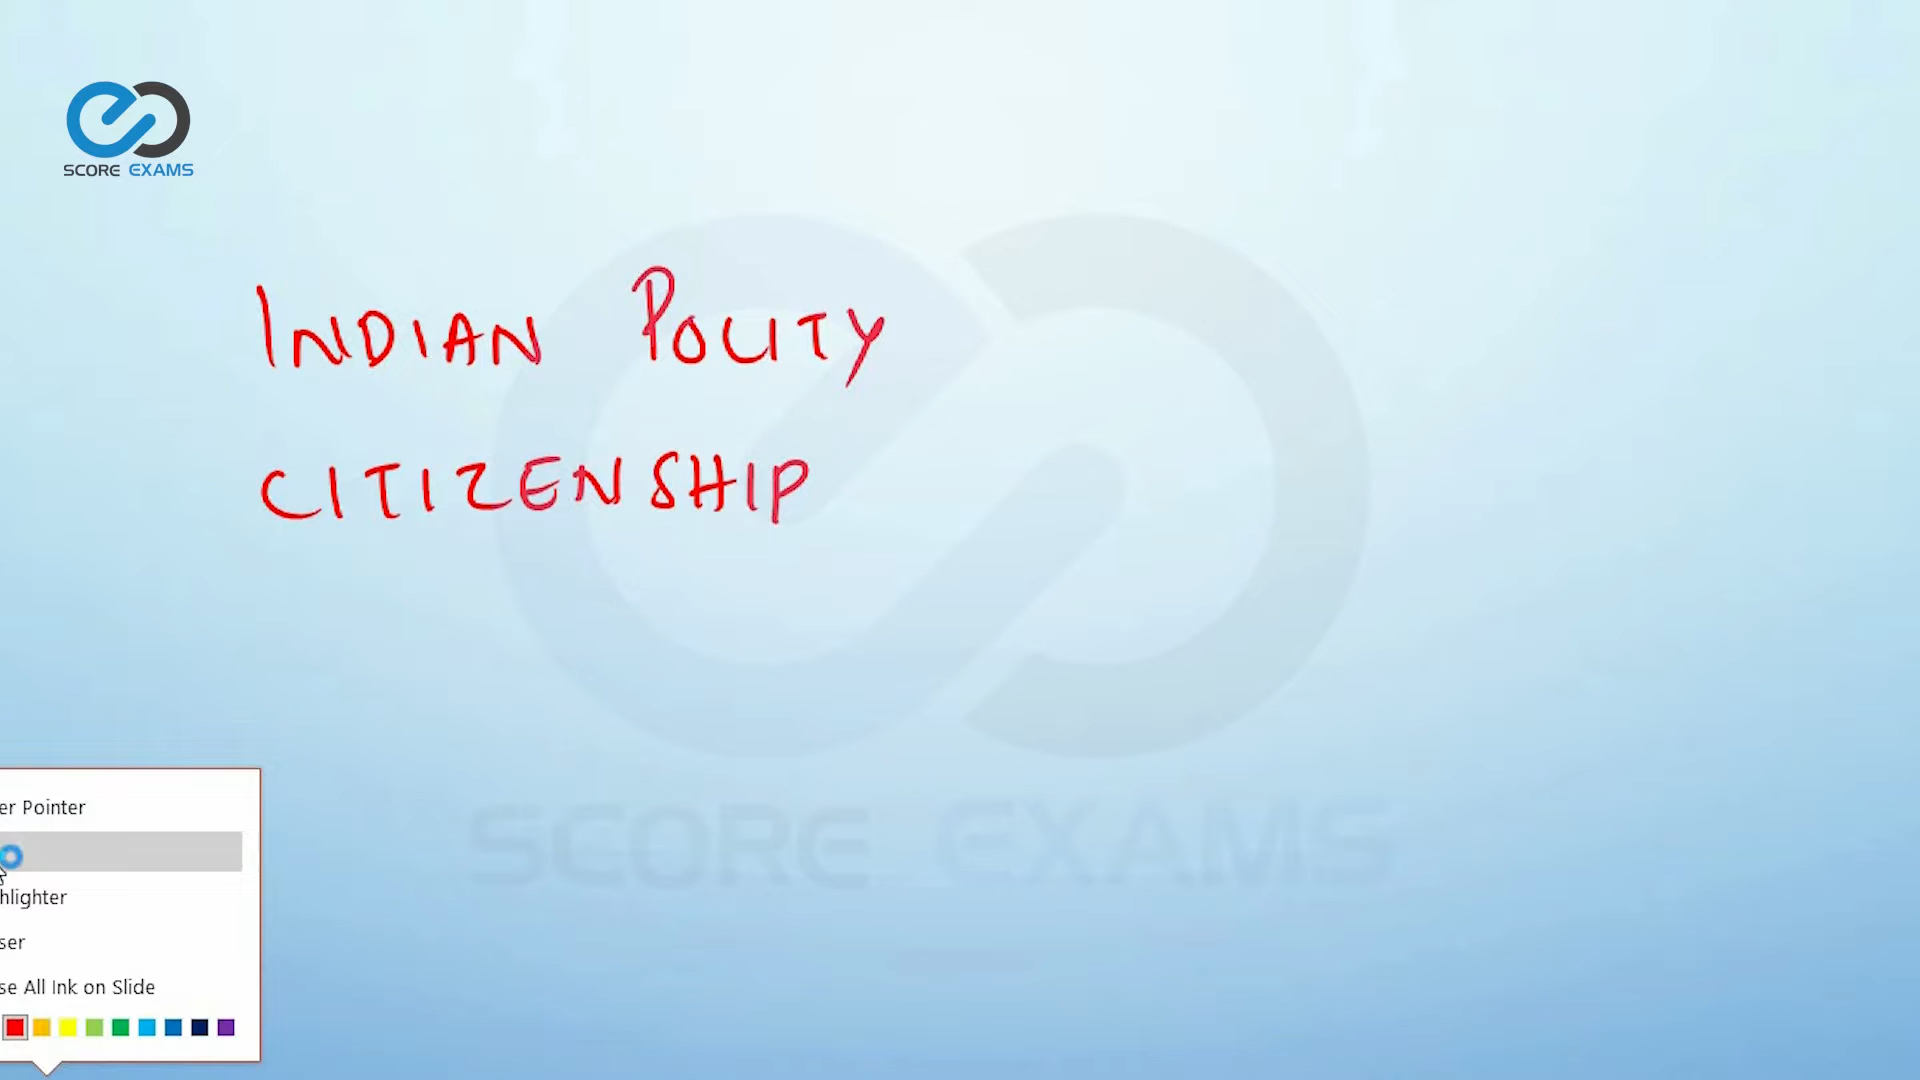 SCORE EXAMS
INDIAN POLITY
CITIZENSHIP
SCORE EXAMS
er Pointer
hlighter
ser
se All Ink on Slide